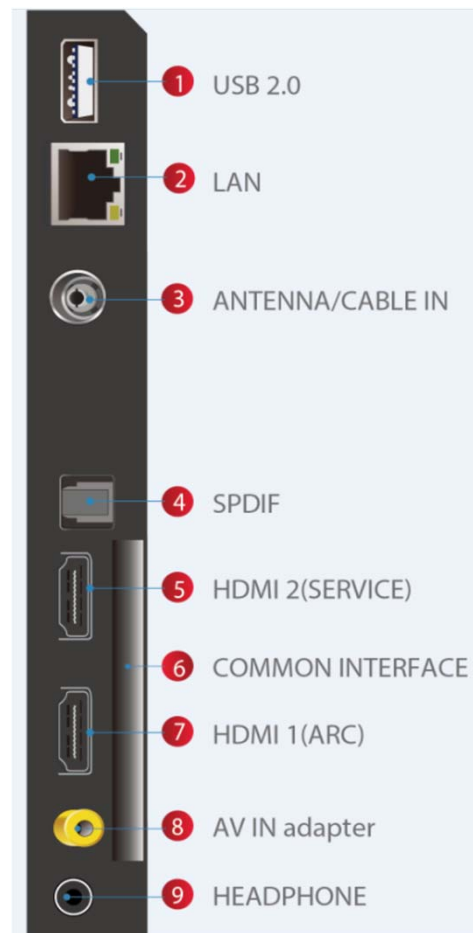 1 USB 2.0
2 LAN
3 ANTENNA/CABLE IN
4 SPDIF
5 HDMI 2(SERVICE)
6 COMMON INTERFACE
7 HDMI 1(ARC)
8 AV IN adapter
9 HEADPHONE